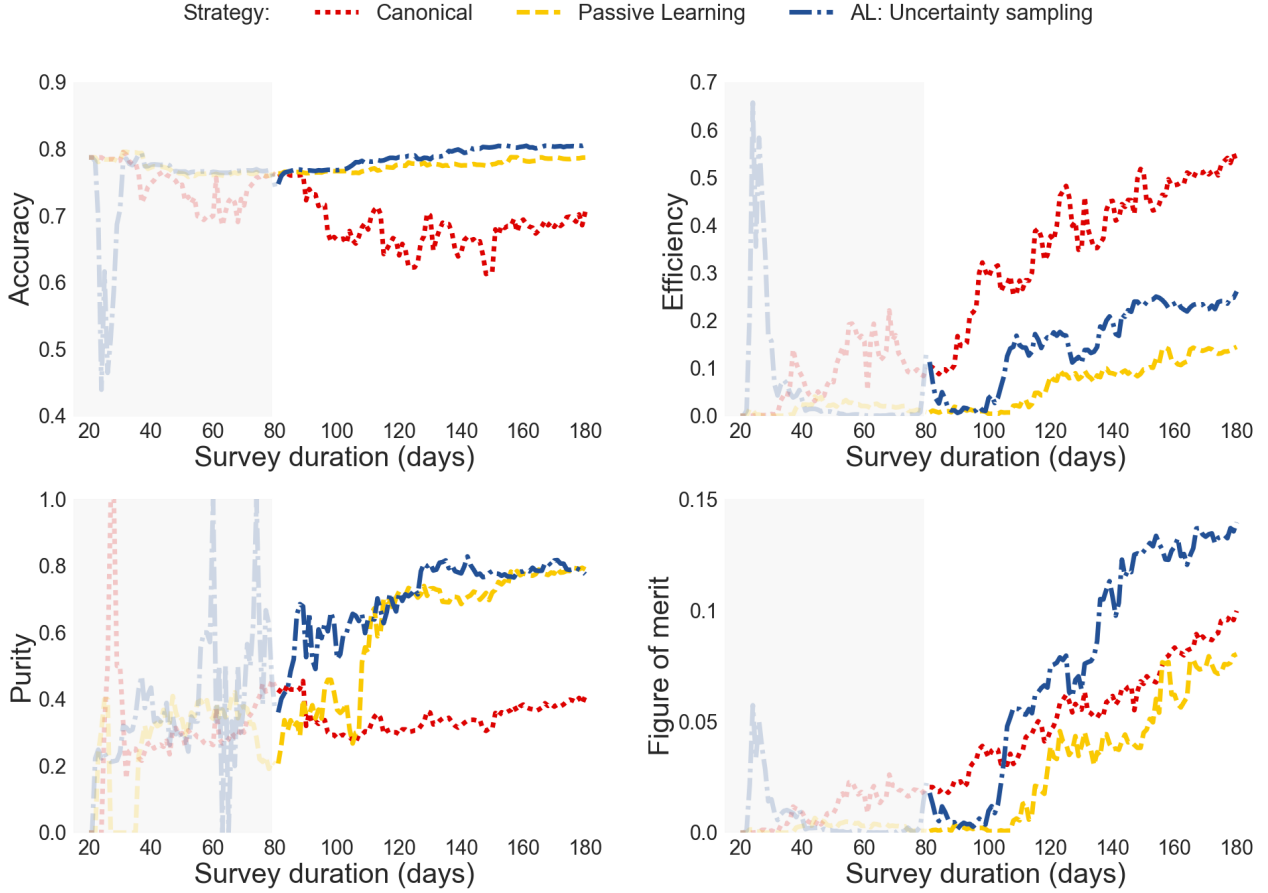 Strategy: Canonical Passive Learning AL: Uncertainty sampling
Accuracy
0.9
0.8
0.7
0.6
0.5
0.4
20 40 60 80 100 120 140 160 180
Survey duration (days)
Efficiency
0.7
0.6
0.5
0.4
0.3
0.2
0.1
0.0
20 40 60 80 100 120 140 160 180
Survey duration (days)
Purity
1.0
0.8
0.6
0.4
0.2
0.0
20 40 60 80 100 120 140 160 180
Survey duration (days)
Figure of merit
0.15
0.1
0.05
0.0
20 40 60 80 100 120 140 160 180
Survey duration (days)